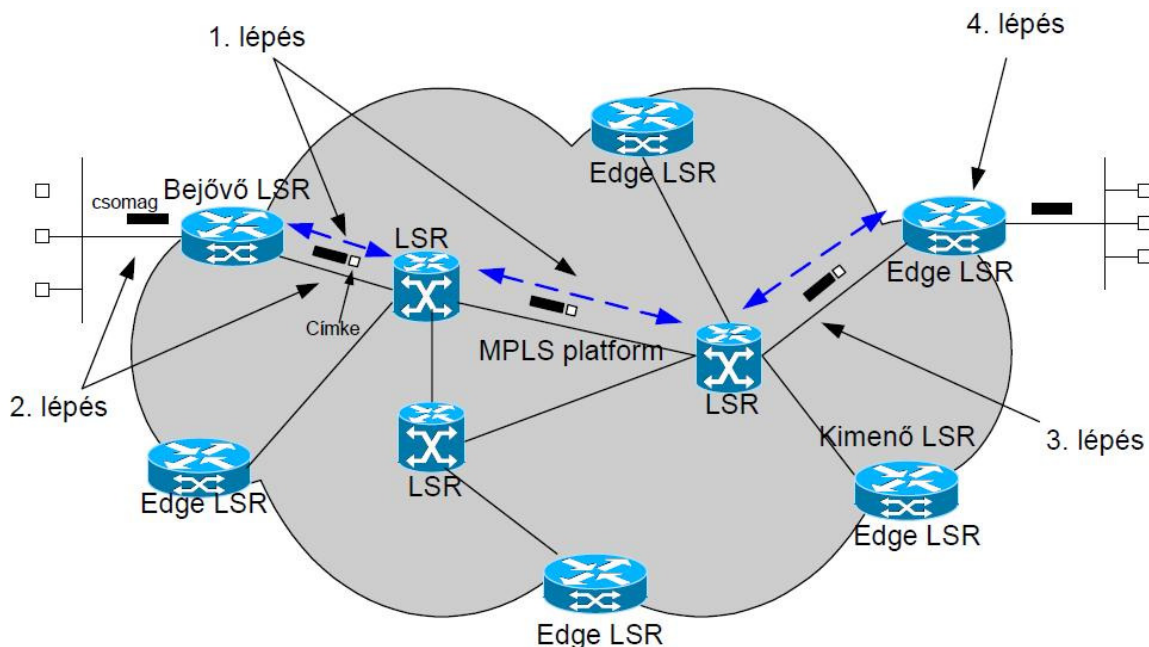 1. lépés
4. lépés
Edge LSR
Bejővő LSR
csomag
LSR
Edge LSR
Címke
MPLS platform
2. lépés
LSR
Kimenő LSR
3. lépés
Edge LSR
LSR
Edge LSR
Edge LSR